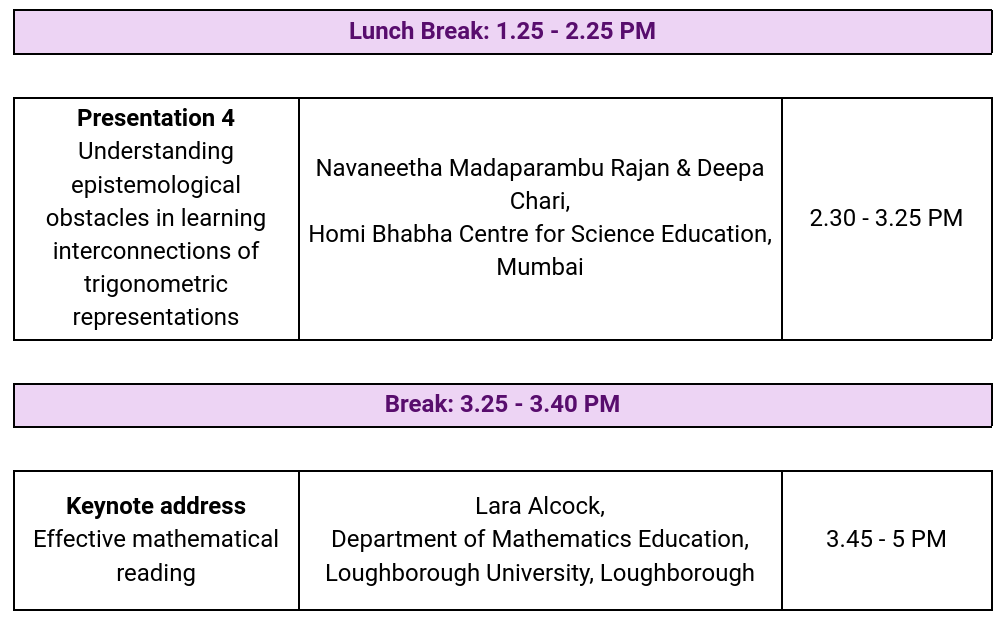 Lunch Break: 1.25 - 2.25 PM
Presentation 4
Understanding
epistemological
obstacles in learning
interconnections of
trigonometric
representations
Navaneetha Madaparambu Rajan & Deepa
Chari,
Homi Bhabha Centre for Science Education,
Mumbai
2.30 - 3.25 PM
Break: 3.25 - 3.40 PM
Keynote address
Effective mathematical
reading
Lara Alcock,
Department of Mathematics Education,
Loughborough University, Loughborough
3.45 - 5 PM